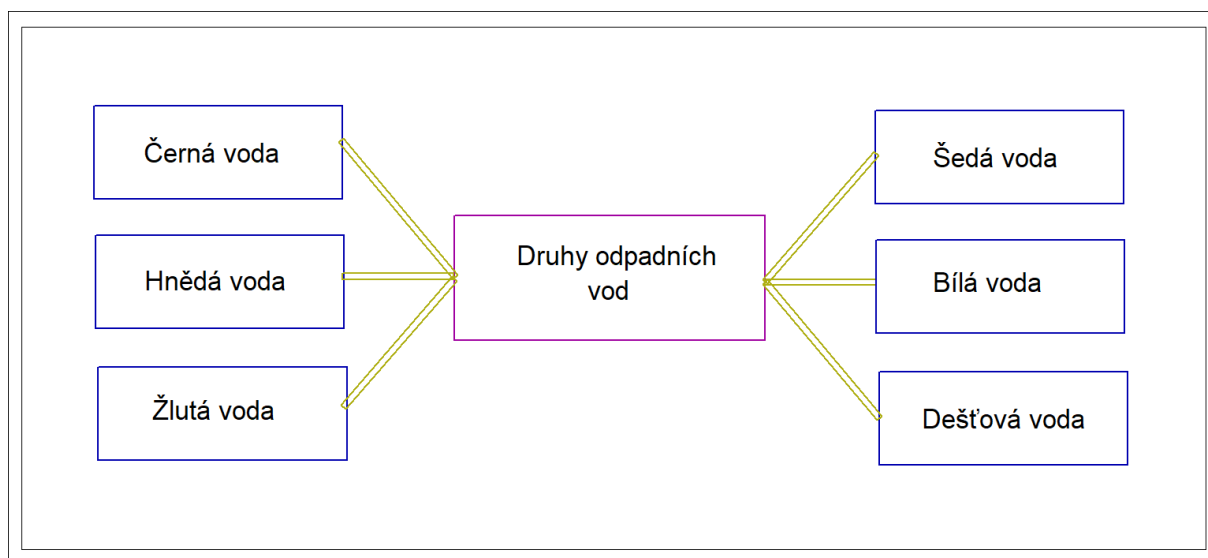 Černá voda
Hnědá voda
Žlutá voda
Druhy odpadních
vod
Šedá voda
Bílá voda
Dešťová voda